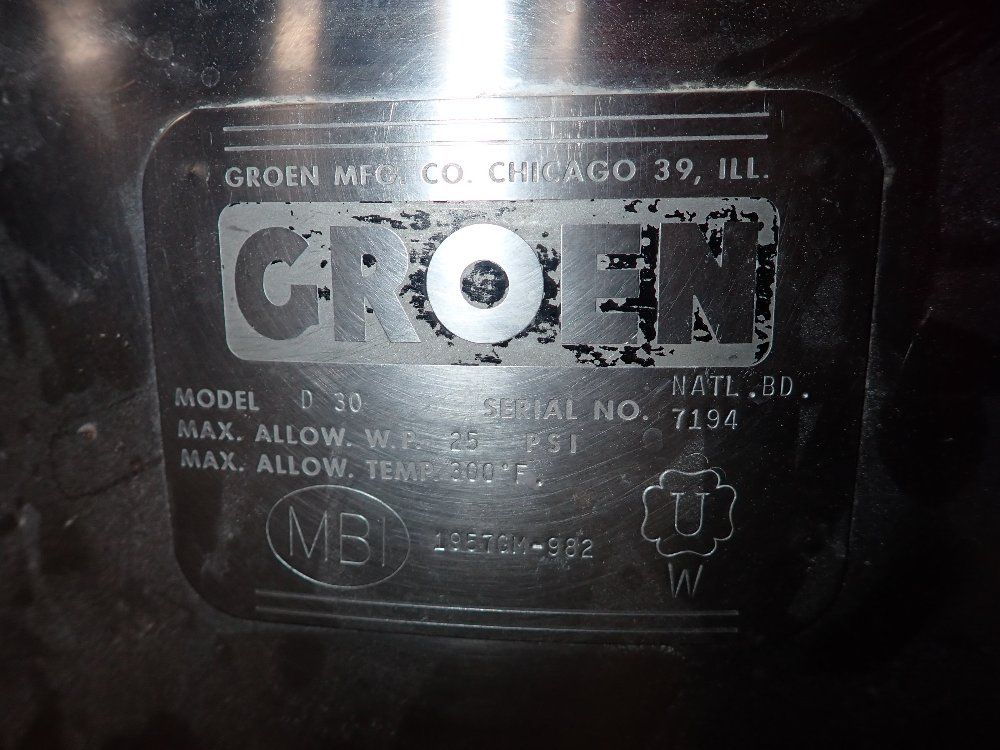 GROEN MFG. CO. CHICAGO 39, ILL.
GROEN
MODEL D 30 SERIAL NO. NATL.BD. 7194
MAX. ALLOW. W.P. 25 PSI
MAX. ALLOW. TEMP. 300°F.
MBI 1957GM-982 U
W